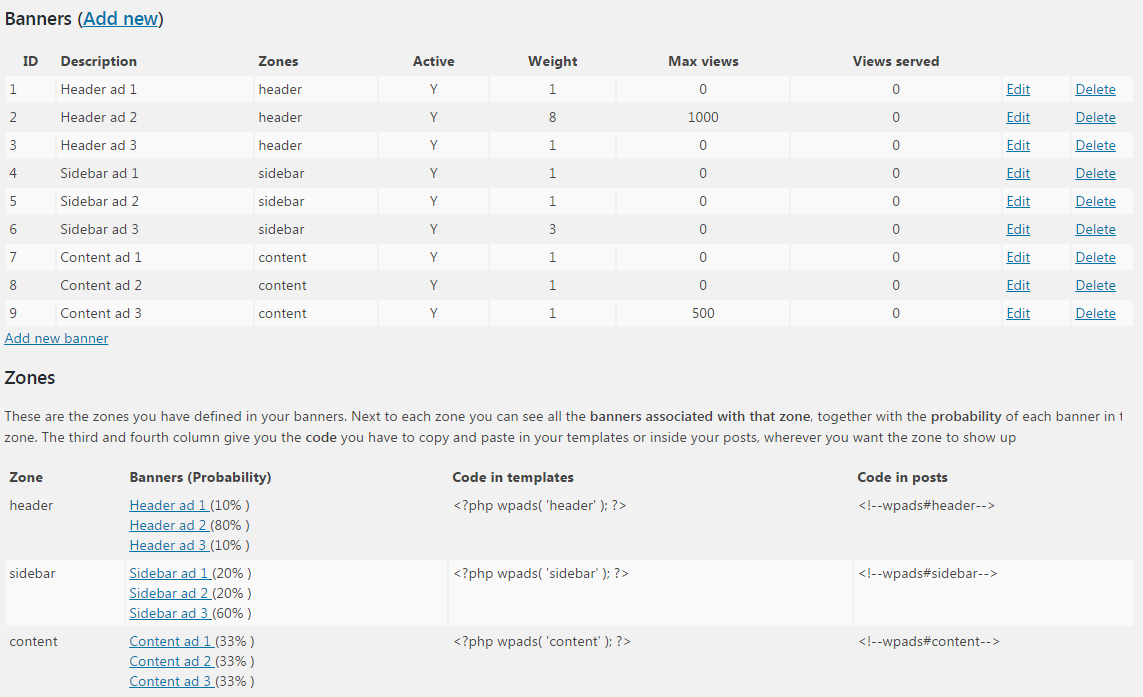 Banners (Add new)
ID Description Zones Active Weight Max views Views served
1 Header ad 1 header Y 1 0 0 Edit Delete
2 Header ad 2 header Y 8 1000 0 Edit Delete
3 Header ad 3 header Y 1 0 0 Edit Delete
4 Sidebar ad 1 sidebar Y 1 0 0 Edit Delete
5 Sidebar ad 2 sidebar Y 1 0 0 Edit Delete
6 Sidebar ad 3 sidebar Y 3 0 0 Edit Delete
7 Content ad 1 content Y 1 0 0 Edit Delete
8 Content ad 2 content Y 1 0 0 Edit Delete
9 Content ad 3 content Y 1 500 0 Edit Delete
Add new banner
Zones
These are the zones you have defined in your banners. Next to each zone you can see all the banners associated with that zone, together with the probability of each banner in
zone. The third and fourth column give you the code you have to copy and paste in your templates or inside your posts, wherever you want the zone to show up
Zone Banners (Probability) Code in templates Code in posts
header Header ad 1 (10% ) <?php wpads( 'header' ); ?> <!--wpads#header-->
Header ad 2 (80% )
Header ad 3 (10% )
sidebar Sidebar ad 1 (20% ) <?php wpads( 'sidebar' ); ?> <!--wpads#sidebar-->
Sidebar ad 2 (20% )
Sidebar ad 3 (60% )
content Content ad 1 (33% ) <?php wpads( 'content' ); ?> <!--wpads#content-->
Content ad 2 (33% )
Content ad 3 (33% )